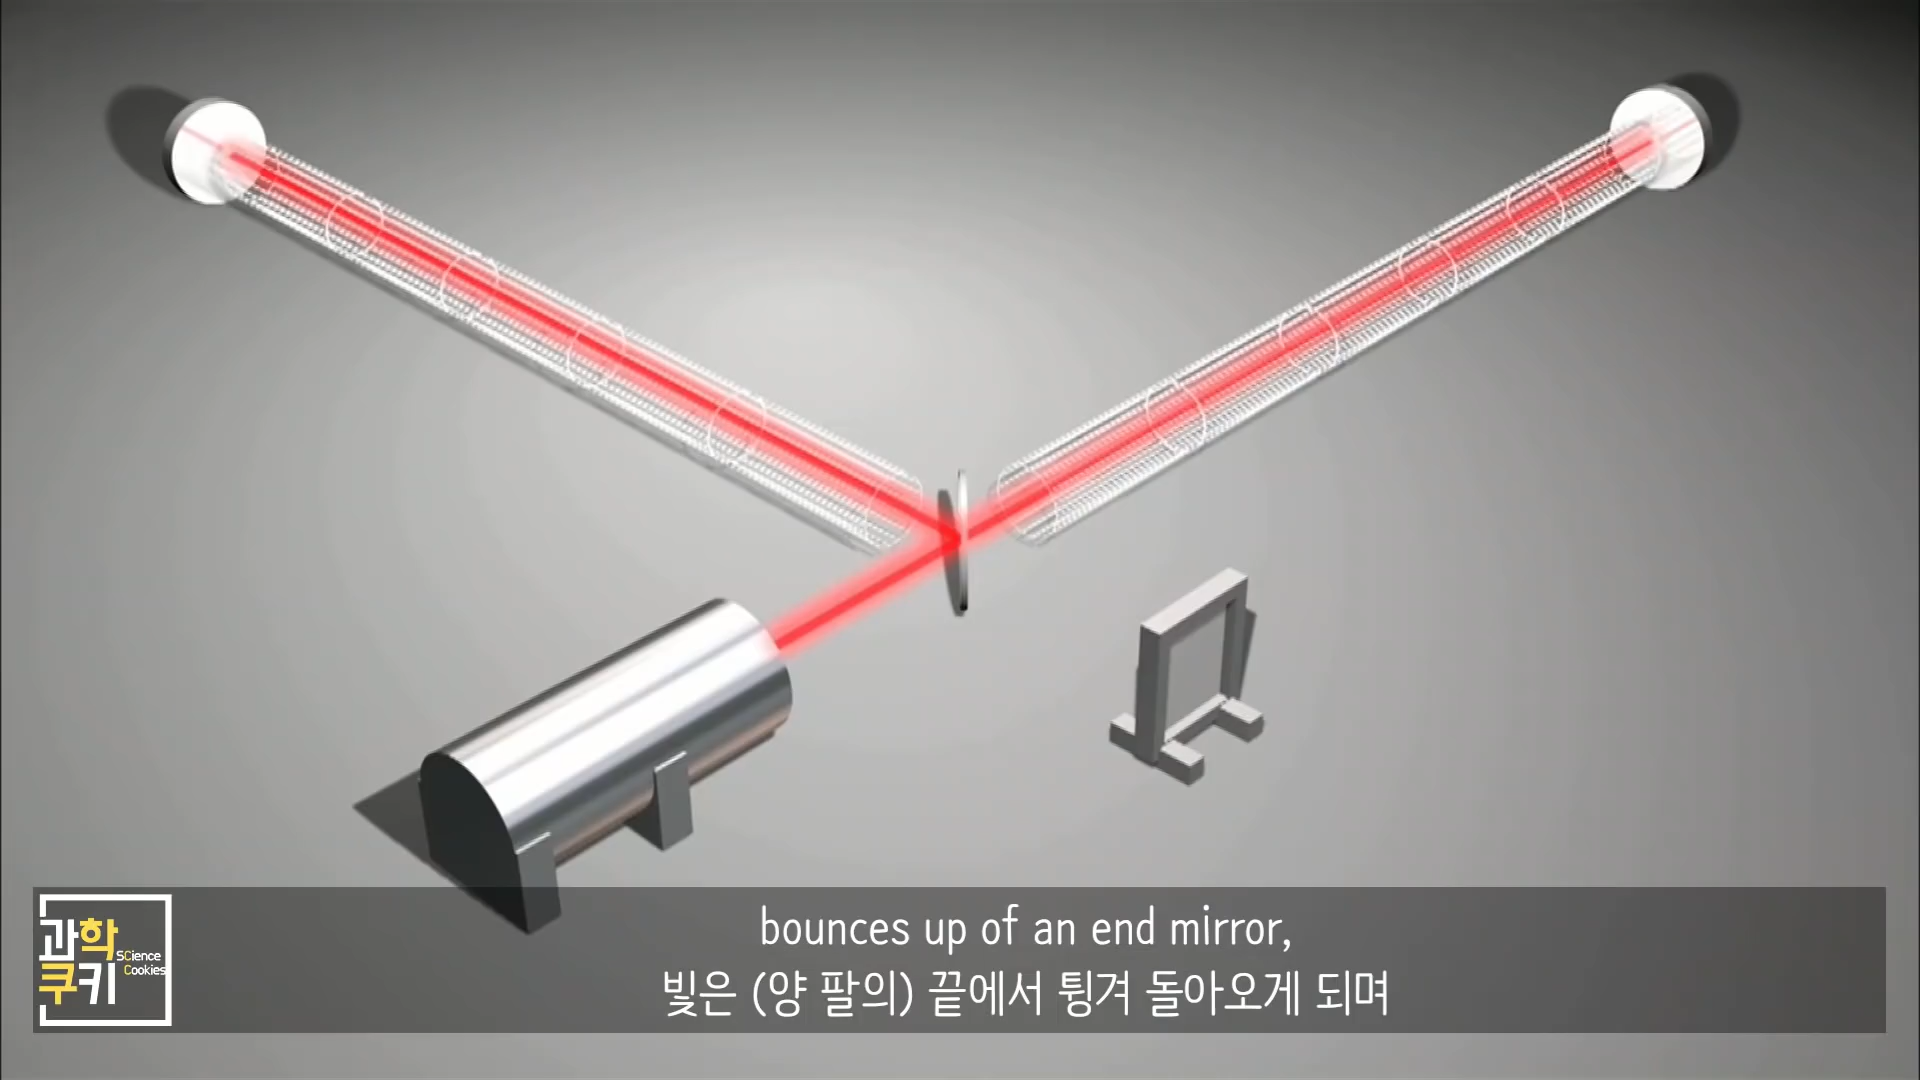 과학
쿠키
SCience
Cookies
bounces up of an end mirror,
빛은 (양 팔의) 끝에서 튕겨 돌아오게 되며